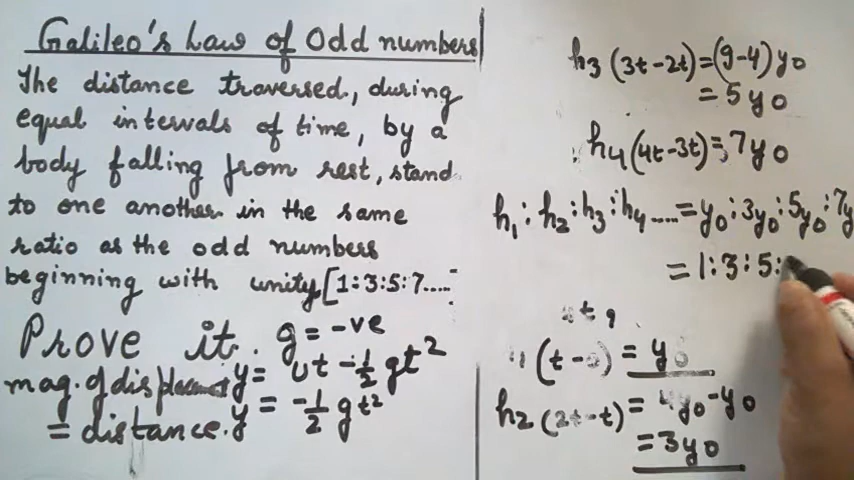 Galileo's Law of Odd numbers
The distance traversed, during
equal intervals of time, by a
body falling from rest, stand
to one another in the same
ratio as the odd numbers
beginning with unity [1:3:5:7.....
Prove it. g = -ve
mag. of displacement y = ut - 1/2 gt²
= distance. y = -1/2 gt²
h3 (3t-2t) = (9-4) y0
= 5 y0
h4 (4t-3t) = 7y0
h1 : h2 : h3 : h4 ..... = y0 : 3y0 : 5y0 : 7y
= 1:3:5:
(t- ) = y0
h2 (2t-t) = 4y0 - y0
= 3y0